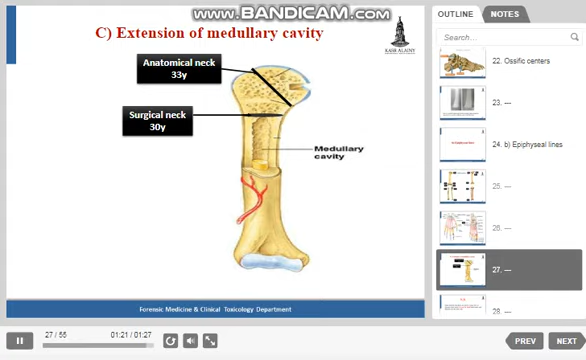 WWW.BANDICAM.COM
C) Extension of medullary cavity
KASR ALAINY
Anatomical neck
33y
Surgical neck
30y
Medullary
cavity
Forensic Medicine & Clinical Toxicology Department
27 / 55
01:21 / 01:27
PREV
NEXT
OUTLINE
NOTES
Search...
22. Ossific centers
23. ---
24. b) Epiphyseal lines
25. ---
26. ---
27. ---
28. ---